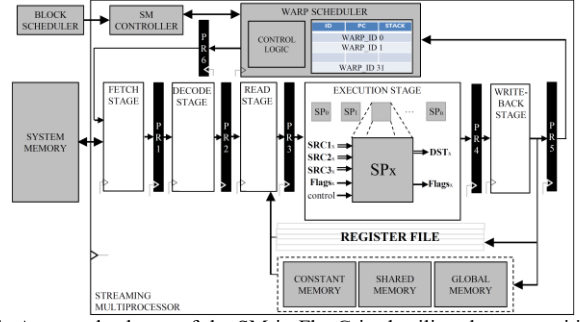 BLOCK
SCHEDULER
SM
CONTROLLER
WARP SCHEDULER
CONTROL
LOGIC
ID PC STACK
WARP_ID 0
WARP_ID 1
WARP_ID 31
PR6
SYSTEM
MEMORY
FETCH
STAGE
PR1
DECODE
STAGE
PR2
READ
STAGE
PR3
EXECUTION STAGE
SP0 SP1 ... SPn
SRC1x
SRC2x
SRC3x
Flagsx
control
SPx
DSTx
Flagsx
PR4
WRITE-
BACK
STAGE
PR5
REGISTER FILE
CONSTANT
MEMORY
SHARED
MEMORY
GLOBAL
MEMORY
STREAMING
MULTIPROCESSOR